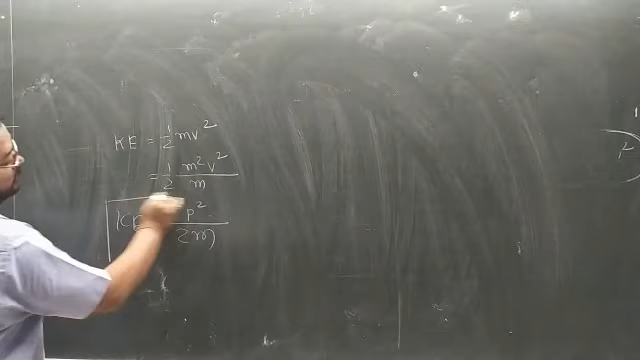 KE = 1/2 mv²
= 1/2 m²v²/m
KE p²/2m